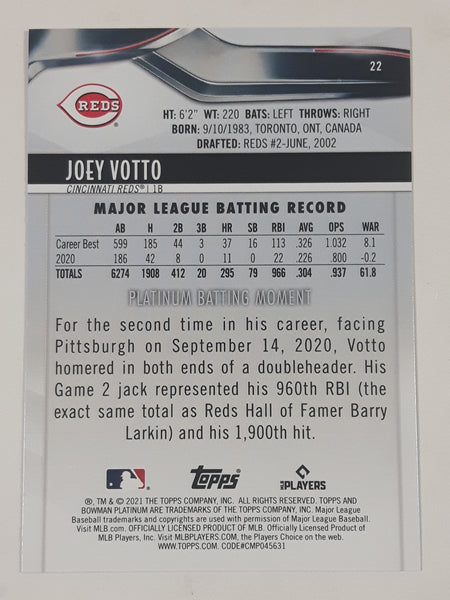 22
REDS
HT: 6'2" WT: 220 BATS: LEFT THROWS: RIGHT
BORN: 9/10/1983, TORONTO, ONT, CANADA
DRAFTED: REDS #2-JUNE, 2002
JOEY VOTTO
CINCINNATI REDS® | 1B
MAJOR LEAGUE BATTING RECORD
AB H 2B 3B HR SB RBI AVG OPS WAR
Career Best 599 185 44 3 37 16 113 .326 1.032 8.1
2020 186 42 8 0 11 0 22 .226 .800 -0.2
TOTALS 6274 1908 412 20 295 79 966 .304 .937 61.8
PLATINUM BATTING MOMENT
For the second time in his career, facing
Pittsburgh on September 14, 2020, Votto
homered in both ends of a doubleheader. His
Game 2 jack represented his 960th RBI (the
exact same total as Reds Hall of Famer Barry
Larkin) and his 1,900th hit.
topps
MLB PLAYERS
®, TM & © 2021 THE TOPPS COMPANY, INC. ALL RIGHTS RESERVED. TOPPS AND
BOWMAN PLATINUM ARE TRADEMARKS OF THE TOPPS COMPANY, INC. Major League
Baseball trademarks and copyrights are used with permission of Major League Baseball.
Visit MLB.com. OFFICIALLY LICENSED PRODUCT OF MLB. Officially Licensed Product of
MLB Players, Inc. Visit MLBPLAYERS.com, the Players Choice on the web.
WWW.TOPPS.COM. CODE#CMP045631